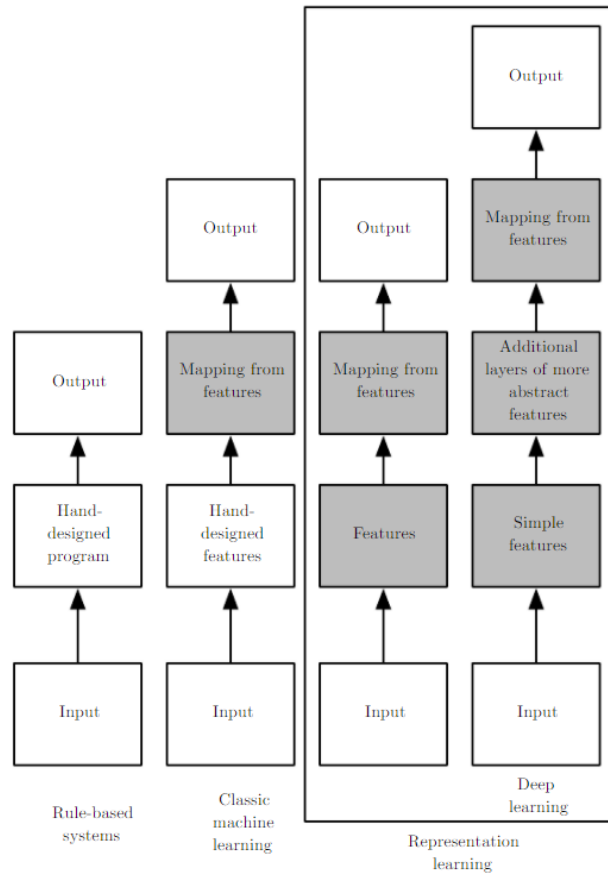 Output
Output
Output
Mapping from
features
Output
Mapping from
features
Mapping from
features
Additional
layers of more
abstract
features
Hand-
designed
program
Hand-
designed
features
Features
Simple
features
Input
Input
Input
Input
Rule-based
systems
Classic
machine
learning
Deep
learning
Representation
learning